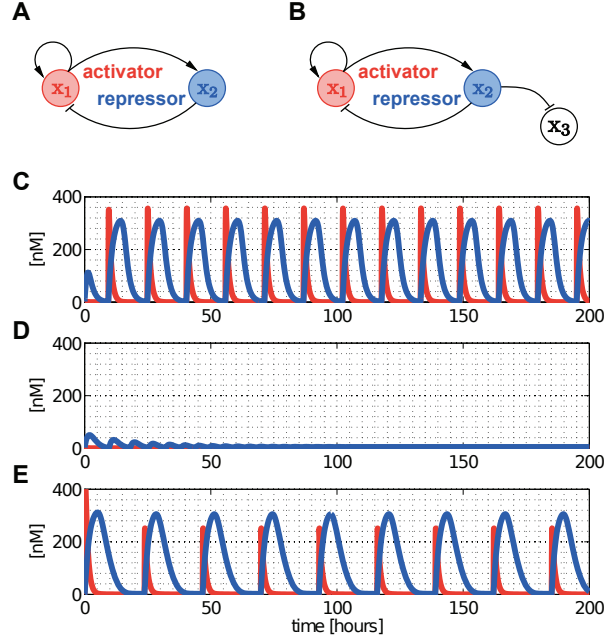 A
B
activator
x₁
repressor
x₂
activator
x₁
repressor
x₂
x₃
C
400
200
0
[nM]
0
50
100
150
200
D
400
200
0
[nM]
0
50
100
150
200
E
400
200
0
[nM]
0
50
100
150
200
time [hours]